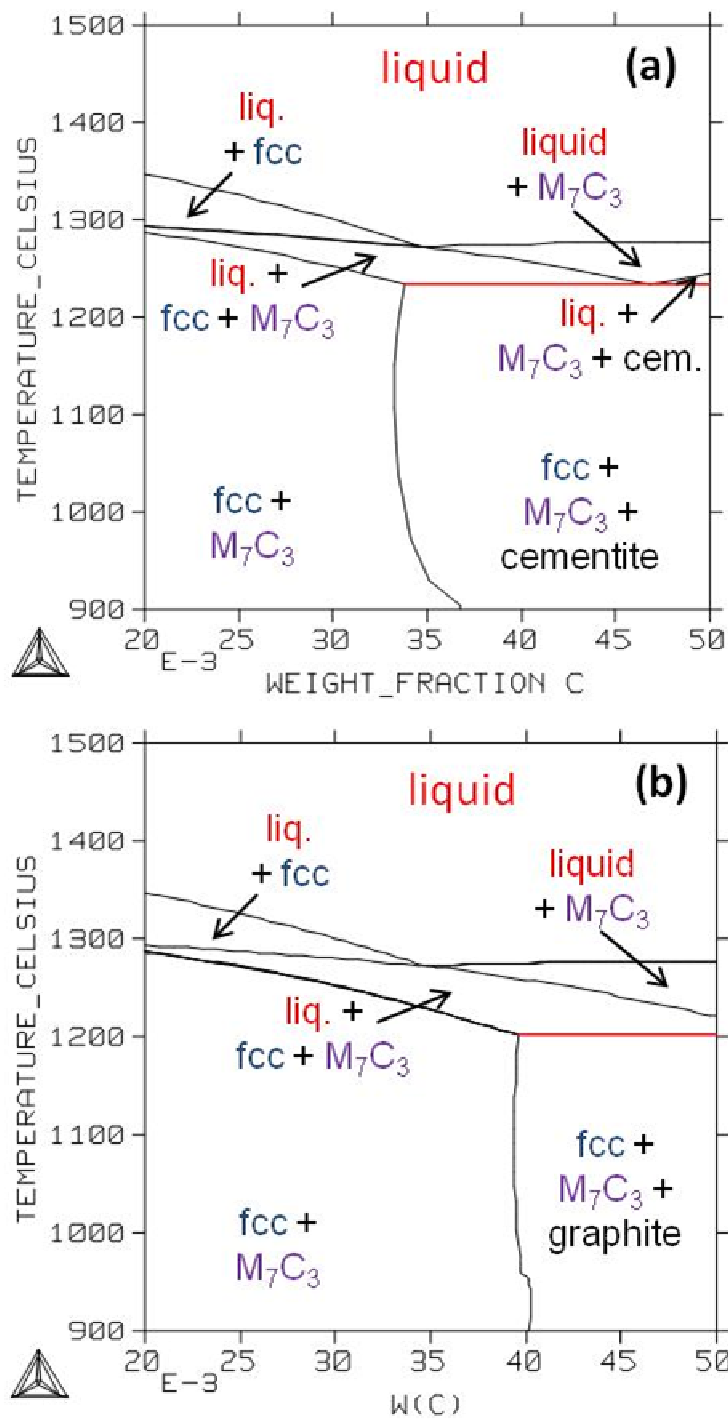 1500
(a)
liquid
liq.
+ fcc
1400
liquid
+ M₇C₃
1300
liq. +
fcc + M₇C₃
1200
liq. +
M₇C₃ + cem.
1100
fcc +
M₇C₃
fcc +
M₇C₃ +
cementite
1000
900
TEMPERATURE_CELSIUS
20 25 30 35 40 45 50
E-3
WEIGHT_FRACTION C
1500
(b)
liquid
liq.
+ fcc
1400
liquid
+ M₇C₃
1300
liq. +
fcc + M₇C₃
1200
1100
fcc +
M₇C₃ +
graphite
fcc +
M₇C₃
1000
900
TEMPERATURE_CELSIUS
20 25 30 35 40 45 50
E-3
W(C)